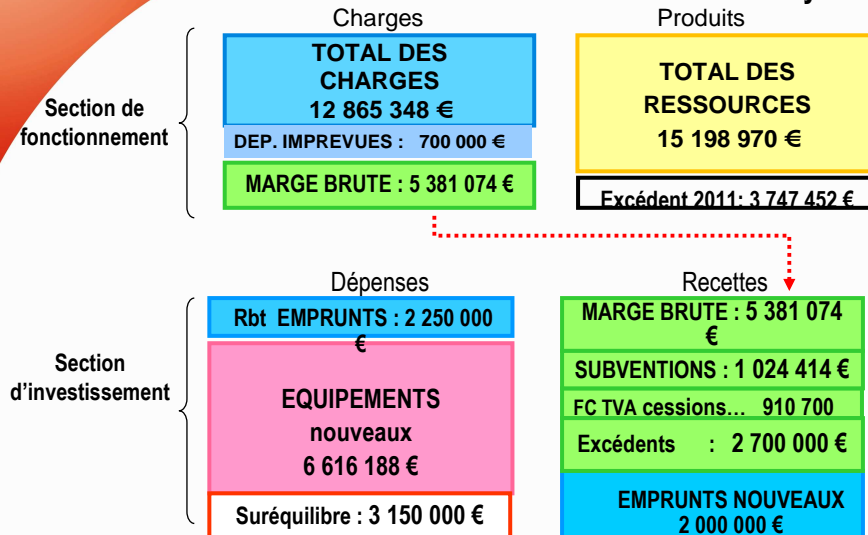 Charges
Produits
Section de
fonctionnement
TOTAL DES
CHARGES
12 865 348 €
DEP. IMPREVUES : 700 000 €
MARGE BRUTE : 5 381 074 €
TOTAL DES
RESSOURCES
15 198 970 €
Excédent 2011: 3 747 452 €
Dépenses
Recettes
Section
d'investissement
Rbt EMPRUNTS : 2 250 000
€
EQUIPEMENTS
nouveaux
6 616 188 €
Suréquilibre : 3 150 000 €
MARGE BRUTE : 5 381 074
€
SUBVENTIONS : 1 024 414 €
FC TVA cessions… 910 700
Excédents : 2 700 000 €
EMPRUNTS NOUVEAUX
2 000 000 €